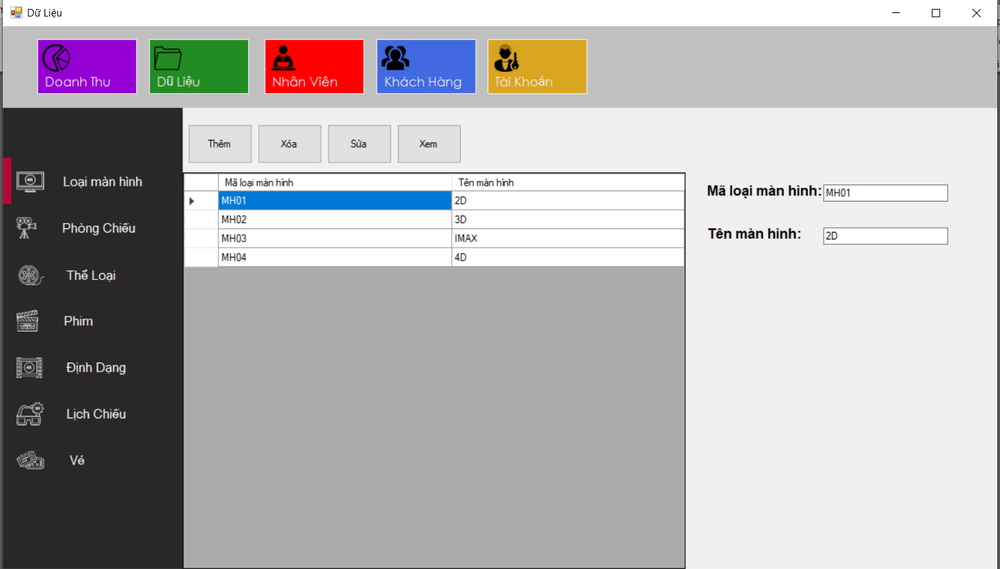 Dữ Liệu
Doanh Thu
Dữ Liệu
Nhân Viên
Khách Hàng
Tài Khoản
Loại màn hình
Phòng Chiếu
Thể Loại
Phim
Định Dạng
Lịch Chiếu
Vé
Thêm
Xóa
Sửa
Xem
Mã loại màn hình Tên màn hình
MH01 2D
MH02 3D
MH03 IMAX
MH04 4D
Mã loại màn hình: MH01
Tên màn hình: 2D